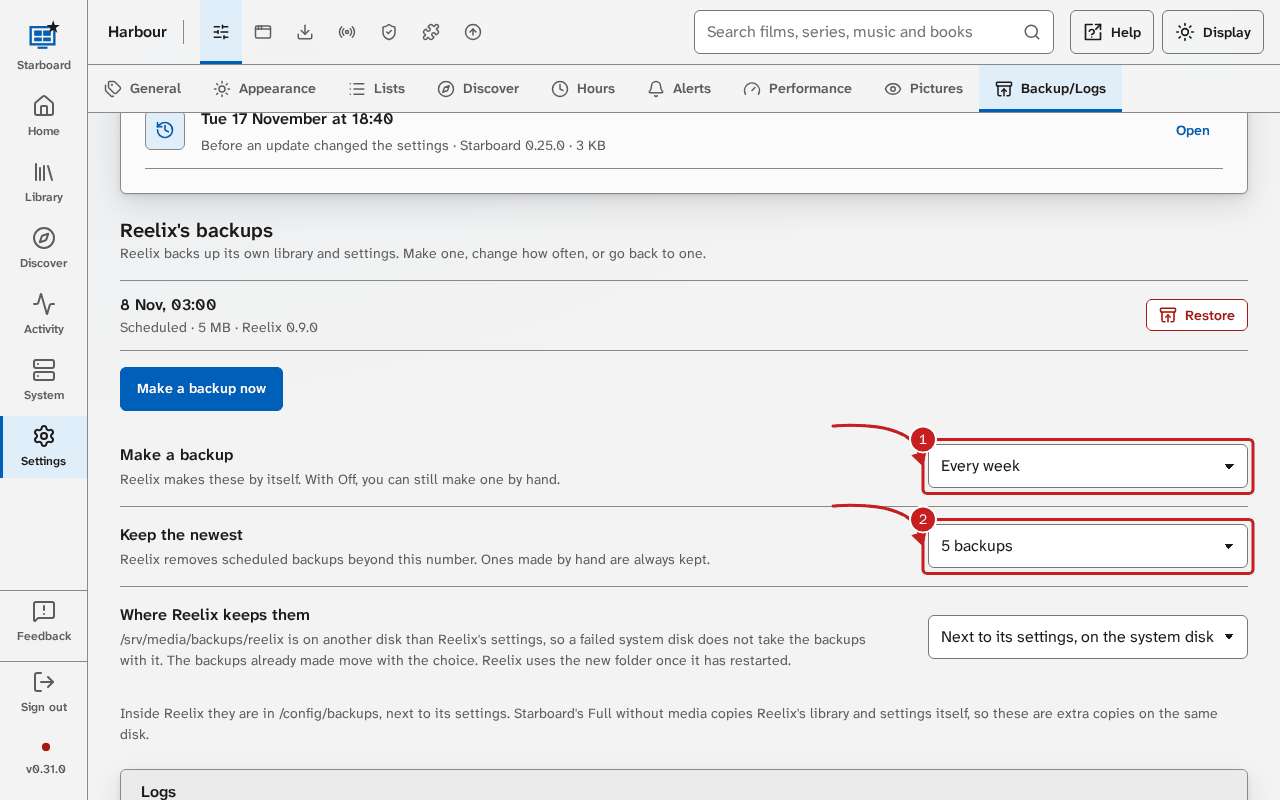 Starboard
Harbour
Search films, series, music and books
Help
Display
General
Appearance
Lists
Discover
Hours
Alerts
Performance
Pictures
Backup/Logs
Home
Library
Discover
Activity
System
Settings
Feedback
Sign out
v0.31.0
Tue 17 November at 18:40
Before an update changed the settings · Starboard 0.25.0 · 3 KB
Open
Reelix's backups
Reelix backs up its own library and settings. Make one, change how often, or go back to one.
8 Nov, 03:00
Scheduled · 5 MB · Reelix 0.9.0
Restore
Make a backup now
Make a backup
Reelix makes these by itself. With Off, you can still make one by hand.
1
Every week
Keep the newest
Reelix removes scheduled backups beyond this number. Ones made by hand are always kept.
2
5 backups
Where Reelix keeps them
/srv/media/backups/reelix is on another disk than Reelix's settings, so a failed system disk does not take the backups
with it. The backups already made move with the choice. Reelix uses the new folder once it has restarted.
Next to its settings, on the system disk
Inside Reelix they are in /config/backups, next to its settings. Starboard's Full without media copies Reelix's library and settings itself, so these are extra copies on the same
disk.
Logs